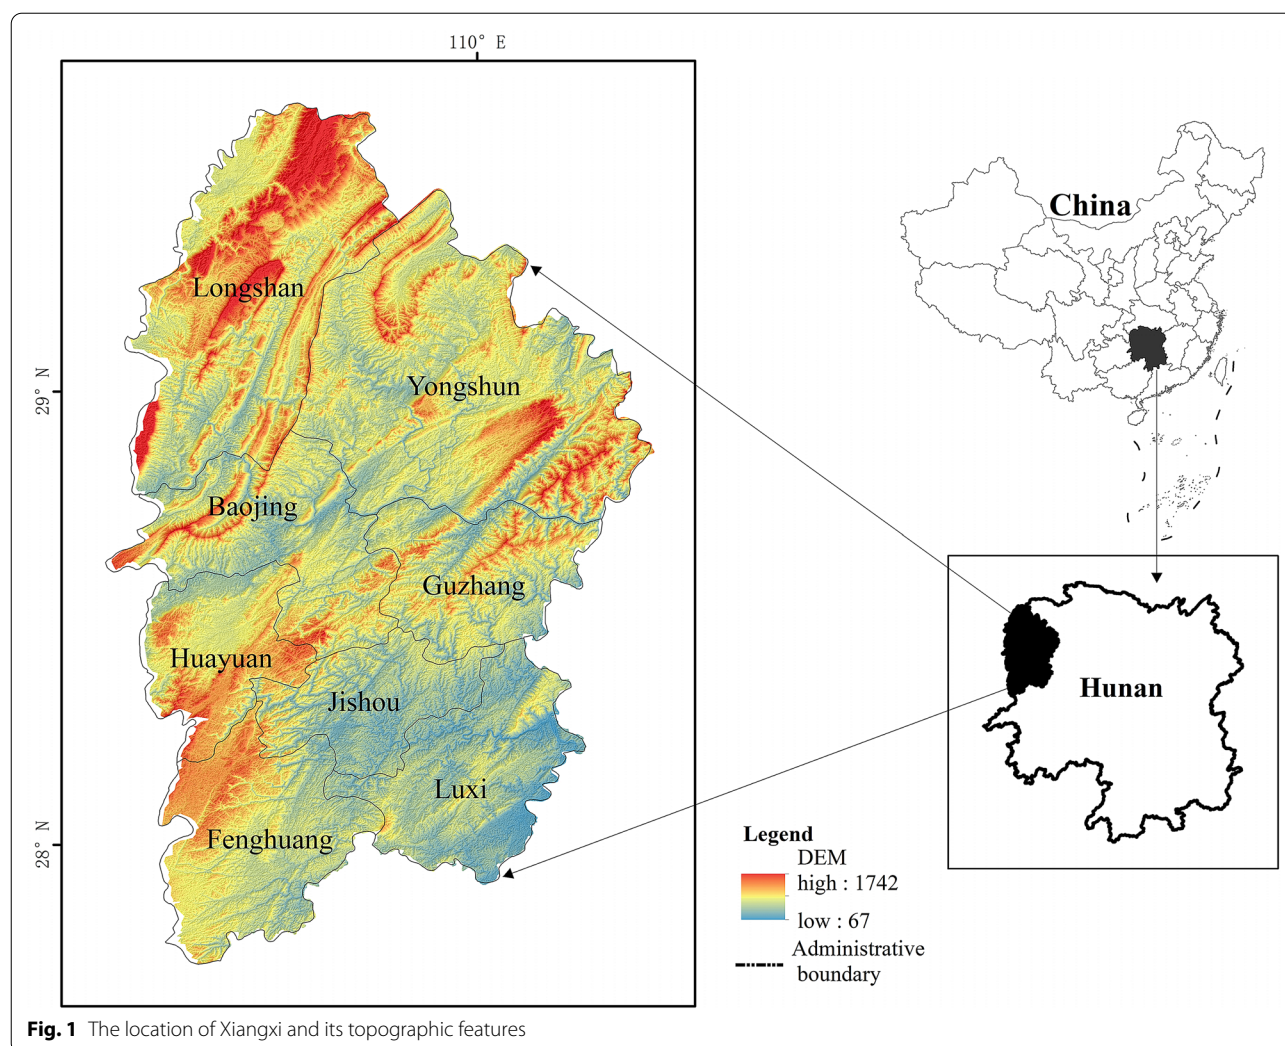 110° E
China
Longshan
29° N
Yongshun
Baojing
Guzhang
Huayuan
Jishou
Hunan
Luxi
Fenghuang
28° N
Legend
DEM
high : 1742
low : 67
Administrative
boundary
Fig. 1 The location of Xiangxi and its topographic features